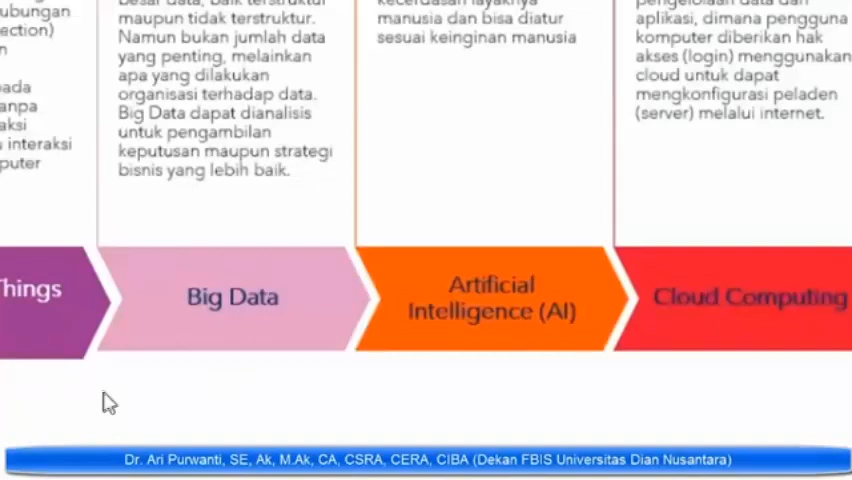 ubungan
ection)
n
ada
anpa
aksi
u interaksi
puter
besar data, baik terstruktur
maupun tidak terstruktur.
Namun bukan jumlah data
yang penting, melainkan
apa yang dilakukan
organisasi terhadap data.
Big Data dapat dianalisis
untuk pengambilan
keputusan maupun strategi
bisnis yang lebih baik.
kecerdasan layaknya
manusia dan bisa diatur
sesuai keinginan manusia
pengelolaan data dan
aplikasi, dimana pengguna
komputer diberikan hak
akses (login) menggunakan
cloud untuk dapat
mengkonfigurasi peladen
(server) melalui internet.
Things
Big Data
Artificial
Intelligence (AI)
Cloud Computing
Dr. Ari Purwanti, SE, Ak, M.Ak, CA, CSRA, CERA, CIBA (Dekan FBIS Universitas Dian Nusantara)